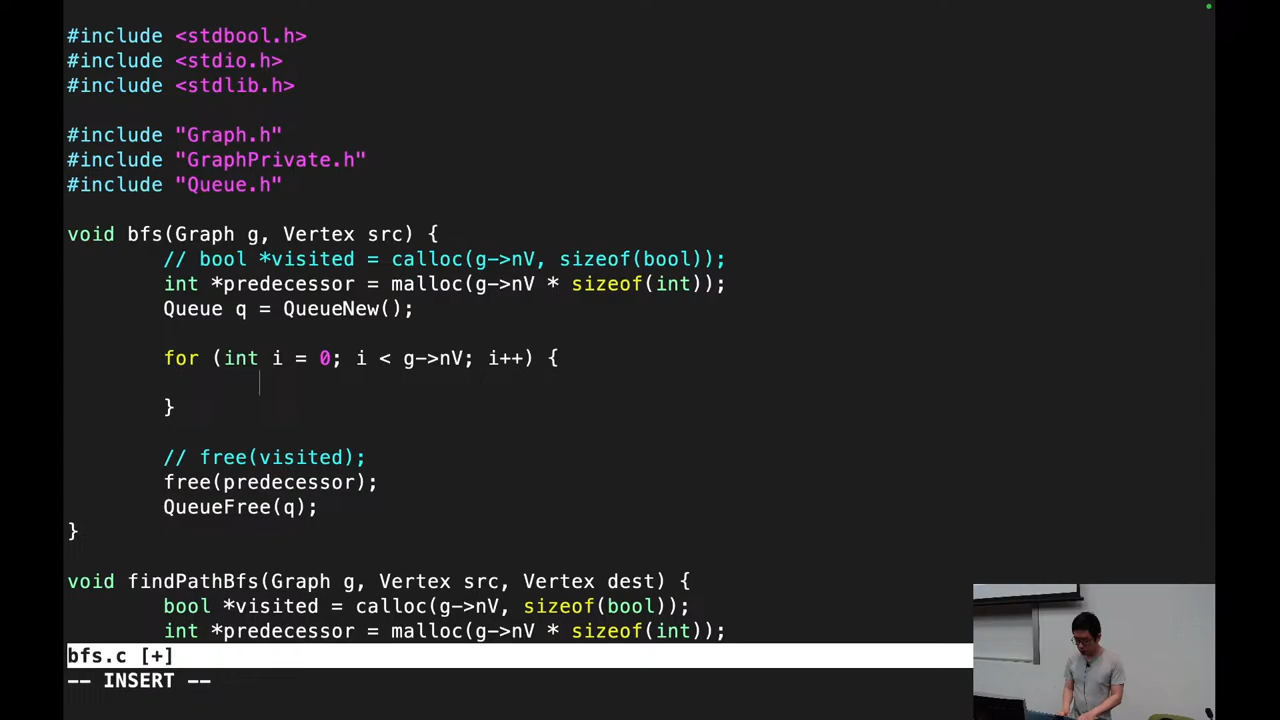 #include <stdbool.h>
#include <stdio.h>
#include <stdlib.h>
#include "Graph.h"
#include "GraphPrivate.h"
#include "Queue.h"
void bfs(Graph g, Vertex src) {
// bool *visited = calloc(g->nV, sizeof(bool));
int *predecessor = malloc(g->nV * sizeof(int));
Queue q = QueueNew();
for (int i = 0; i < g->nV; i++) {
}
// free(visited);
free(predecessor);
QueueFree(q);
}
void findPathBfs(Graph g, Vertex src, Vertex dest) {
bool *visited = calloc(g->nV, sizeof(bool));
int *predecessor = malloc(g->nV * sizeof(int));
bfs.c [+]
-- INSERT --